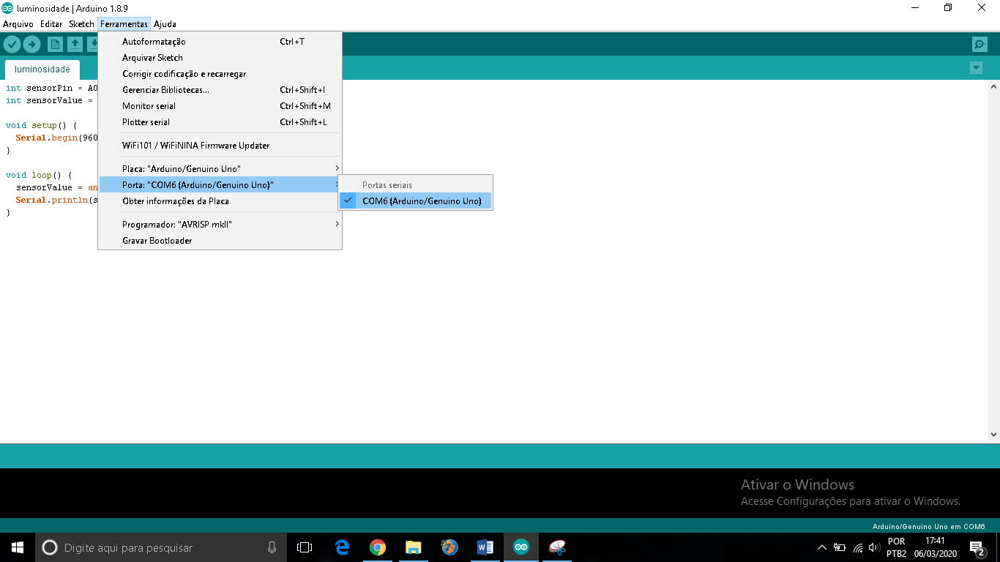 luminosidade | Arduino 1.8.9
Arquivo Editar Sketch Ferramentas Ajuda
luminosidade
Autoformatação Ctrl+T
Arquivar Sketch
Corrigir codificação e recarregar
Gerenciar Bibliotecas... Ctrl+Shift+I
Monitor serial Ctrl+Shift+M
Plotter serial Ctrl+Shift+L
WiFi101 / WiFiNINA Firmware Updater
Placa: "Arduino/Genuino Uno"
Porta: "COM6 (Arduino/Genuino Uno)"
Obter informações da Placa
Programador: "AVRISP mkII"
Gravar Bootloader
Portas seriais
COM6 (Arduino/Genuino Uno)
int sensorPin = A0
int sensorValue =
void setup() {
Serial.begin(960
}
void loop() {
sensorValue = an
Serial.println(s
}
Ativar o Windows
Acesse Configurações para ativar o Windows.
Arduino/Genuino Uno em COM6
Digite aqui para pesquisar
POR
PTB2
17:41
06/03/2020
2